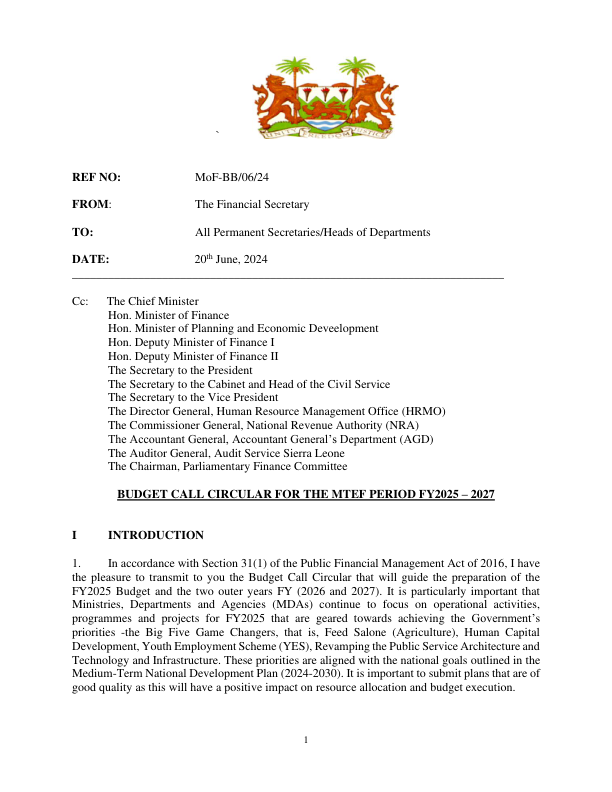 UNITY FREEDOM JUSTICE
`
REF NO: MoF-BB/06/24
FROM: The Financial Secretary
TO: All Permanent Secretaries/Heads of Departments
DATE: 20th June, 2024
Cc: The Chief Minister
Hon. Minister of Finance
Hon. Minister of Planning and Economic Deveelopment
Hon. Deputy Minister of Finance I
Hon. Deputy Minister of Finance II
The Secretary to the President
The Secretary to the Cabinet and Head of the Civil Service
The Secretary to the Vice President
The Director General, Human Resource Management Office (HRMO)
The Commissioner General, National Revenue Authority (NRA)
The Accountant General, Accountant General’s Department (AGD)
The Auditor General, Audit Service Sierra Leone
The Chairman, Parliamentary Finance Committee
BUDGET CALL CIRCULAR FOR THE MTEF PERIOD FY2025 – 2027
I INTRODUCTION
1. In accordance with Section 31(1) of the Public Financial Management Act of 2016, I have
the pleasure to transmit to you the Budget Call Circular that will guide the preparation of the
FY2025 Budget and the two outer years FY (2026 and 2027). It is particularly important that
Ministries, Departments and Agencies (MDAs) continue to focus on operational activities,
programmes and projects for FY2025 that are geared towards achieving the Government’s
priorities -the Big Five Game Changers, that is, Feed Salone (Agriculture), Human Capital
Development, Youth Employment Scheme (YES), Revamping the Public Service Architecture and
Technology and Infrastructure. These priorities are aligned with the national goals outlined in the
Medium-Term National Development Plan (2024-2030). It is important to submit plans that are of
good quality as this will have a positive impact on resource allocation and budget execution.
1